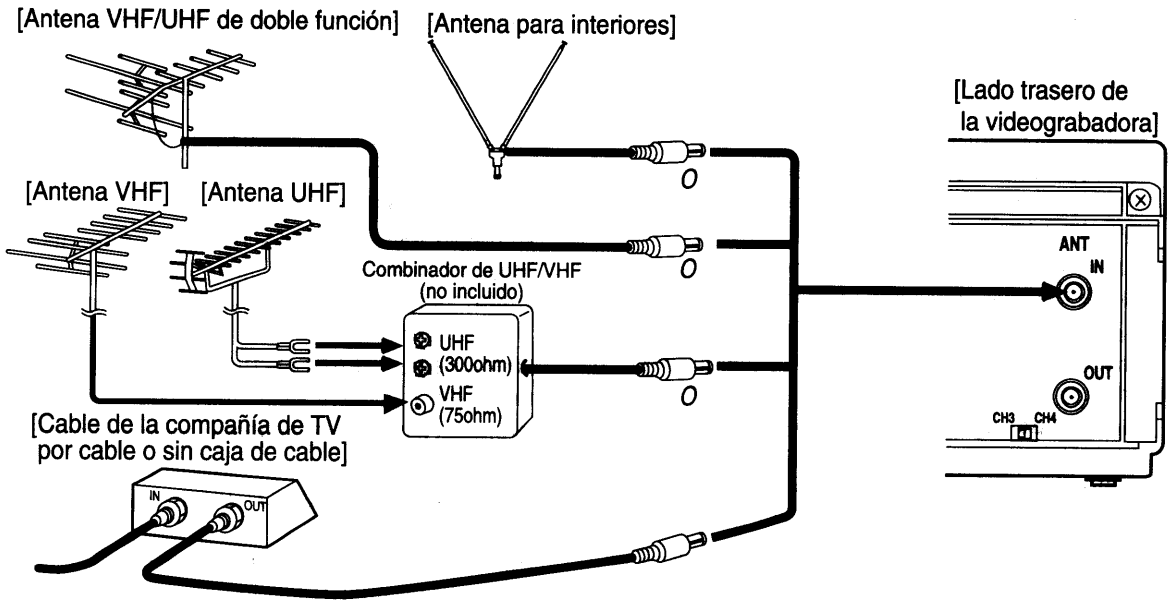 [Antena VHF/UHF de doble función]
[Antena para interiores]
[Lado trasero de
la videograbadora]
O
[Antena VHF]
[Antena UHF]
ANT
IN
O
Combinador de UHF/VHF
(no incluido)
UHF
(300ohm)
VHF
(75ohm)
O
OUT
CH3
CH4
[Cable de la compañía de TV
por cable o sin caja de cable]
IN
OUT